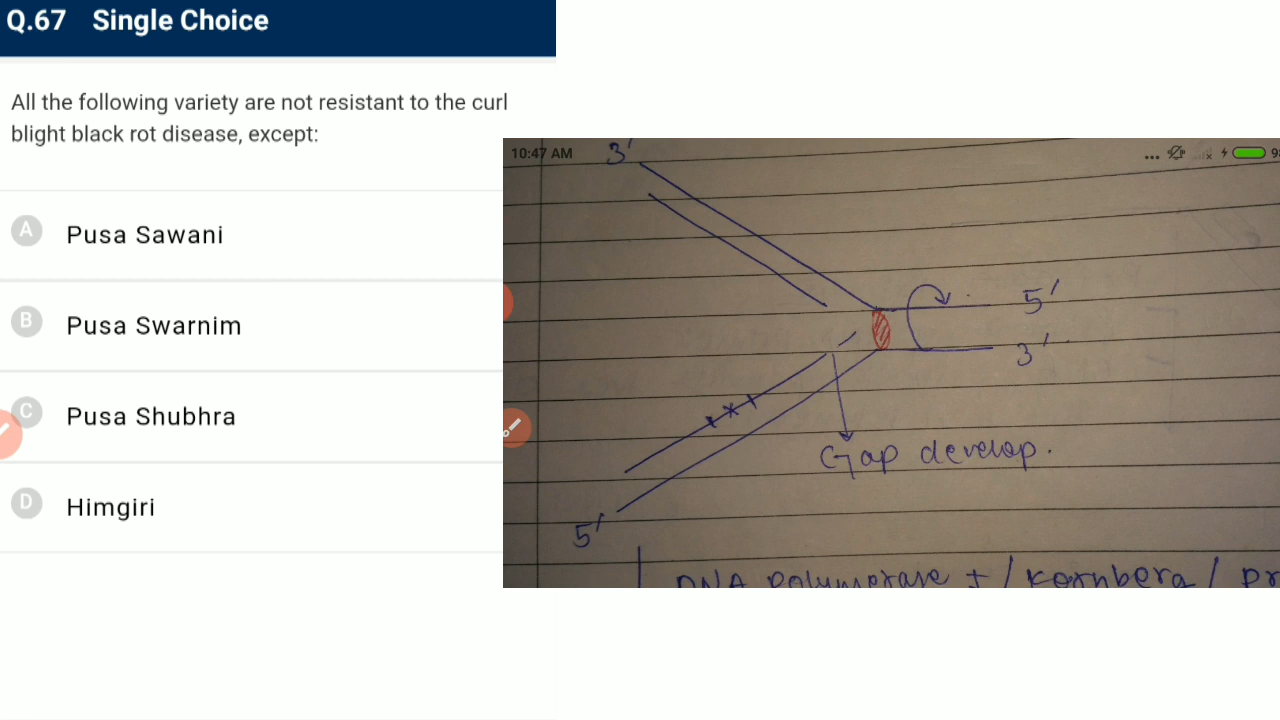 Q.67 Single Choice
All the following variety are not resistant to the curl
blight black rot disease, except:
A Pusa Sawani
B Pusa Swarnim
C Pusa Shubhra
D Himgiri
10:47 AM
3'
5'
3'
Gap develop.
5'
DNA polymerase I / Kornberg /